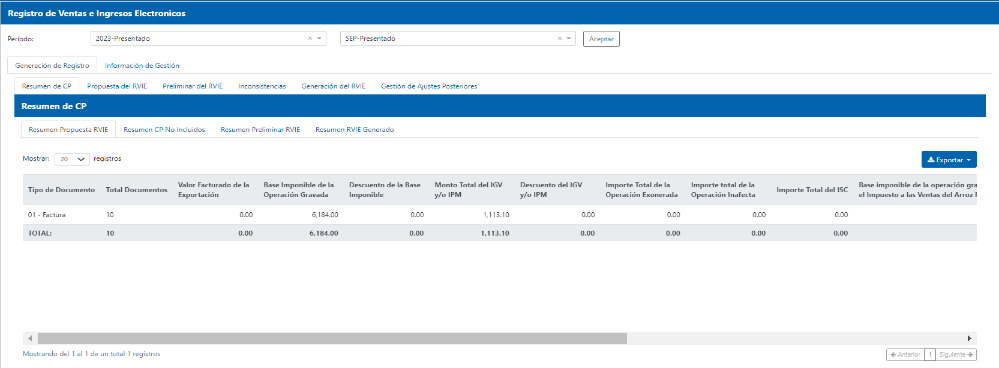 Registro de Ventas e Ingresos Electronicos
Período: 2023-Presentado SEP-Presentado Aceptar
Generación de Registro Información de Gestión
Resumen de CP Propuesta del RVIE Preliminar del RVIE Inconsistencias Generación del RVIE Gestión de Ajustes Posteriores
Resumen de CP
Resumen Propuesta RVIE Resumen CP No Incluidos Resumen Preliminar RVIE Resumen RVIE Generado
Mostrar: 20 registros Exportar
Tipo de Documento Total Documentos Valor Facturado de la Exportación Base Imponible de la Operación Gravada Descuento de la Base Imponible Monto Total del IGV y/o IPM Descuento del IGV y/o IPM Importe Total de la Operación Exonerada Importe total de la Operación Inafecta Importe Total del ISC Base imponible de la operación gra el Impuesto a las Ventas del Arroz
01 - Factura 10 0.00 6,184.00 0.00 1,113.10 0.00 0.00 0.00 0.00
TOTAL: 10 0.00 6,184.00 0.00 1,113.10 0.00 0.00 0.00 0.00
Mostrando del 1 al 1 de un total 1 registros
Anterior 1 Siguiente